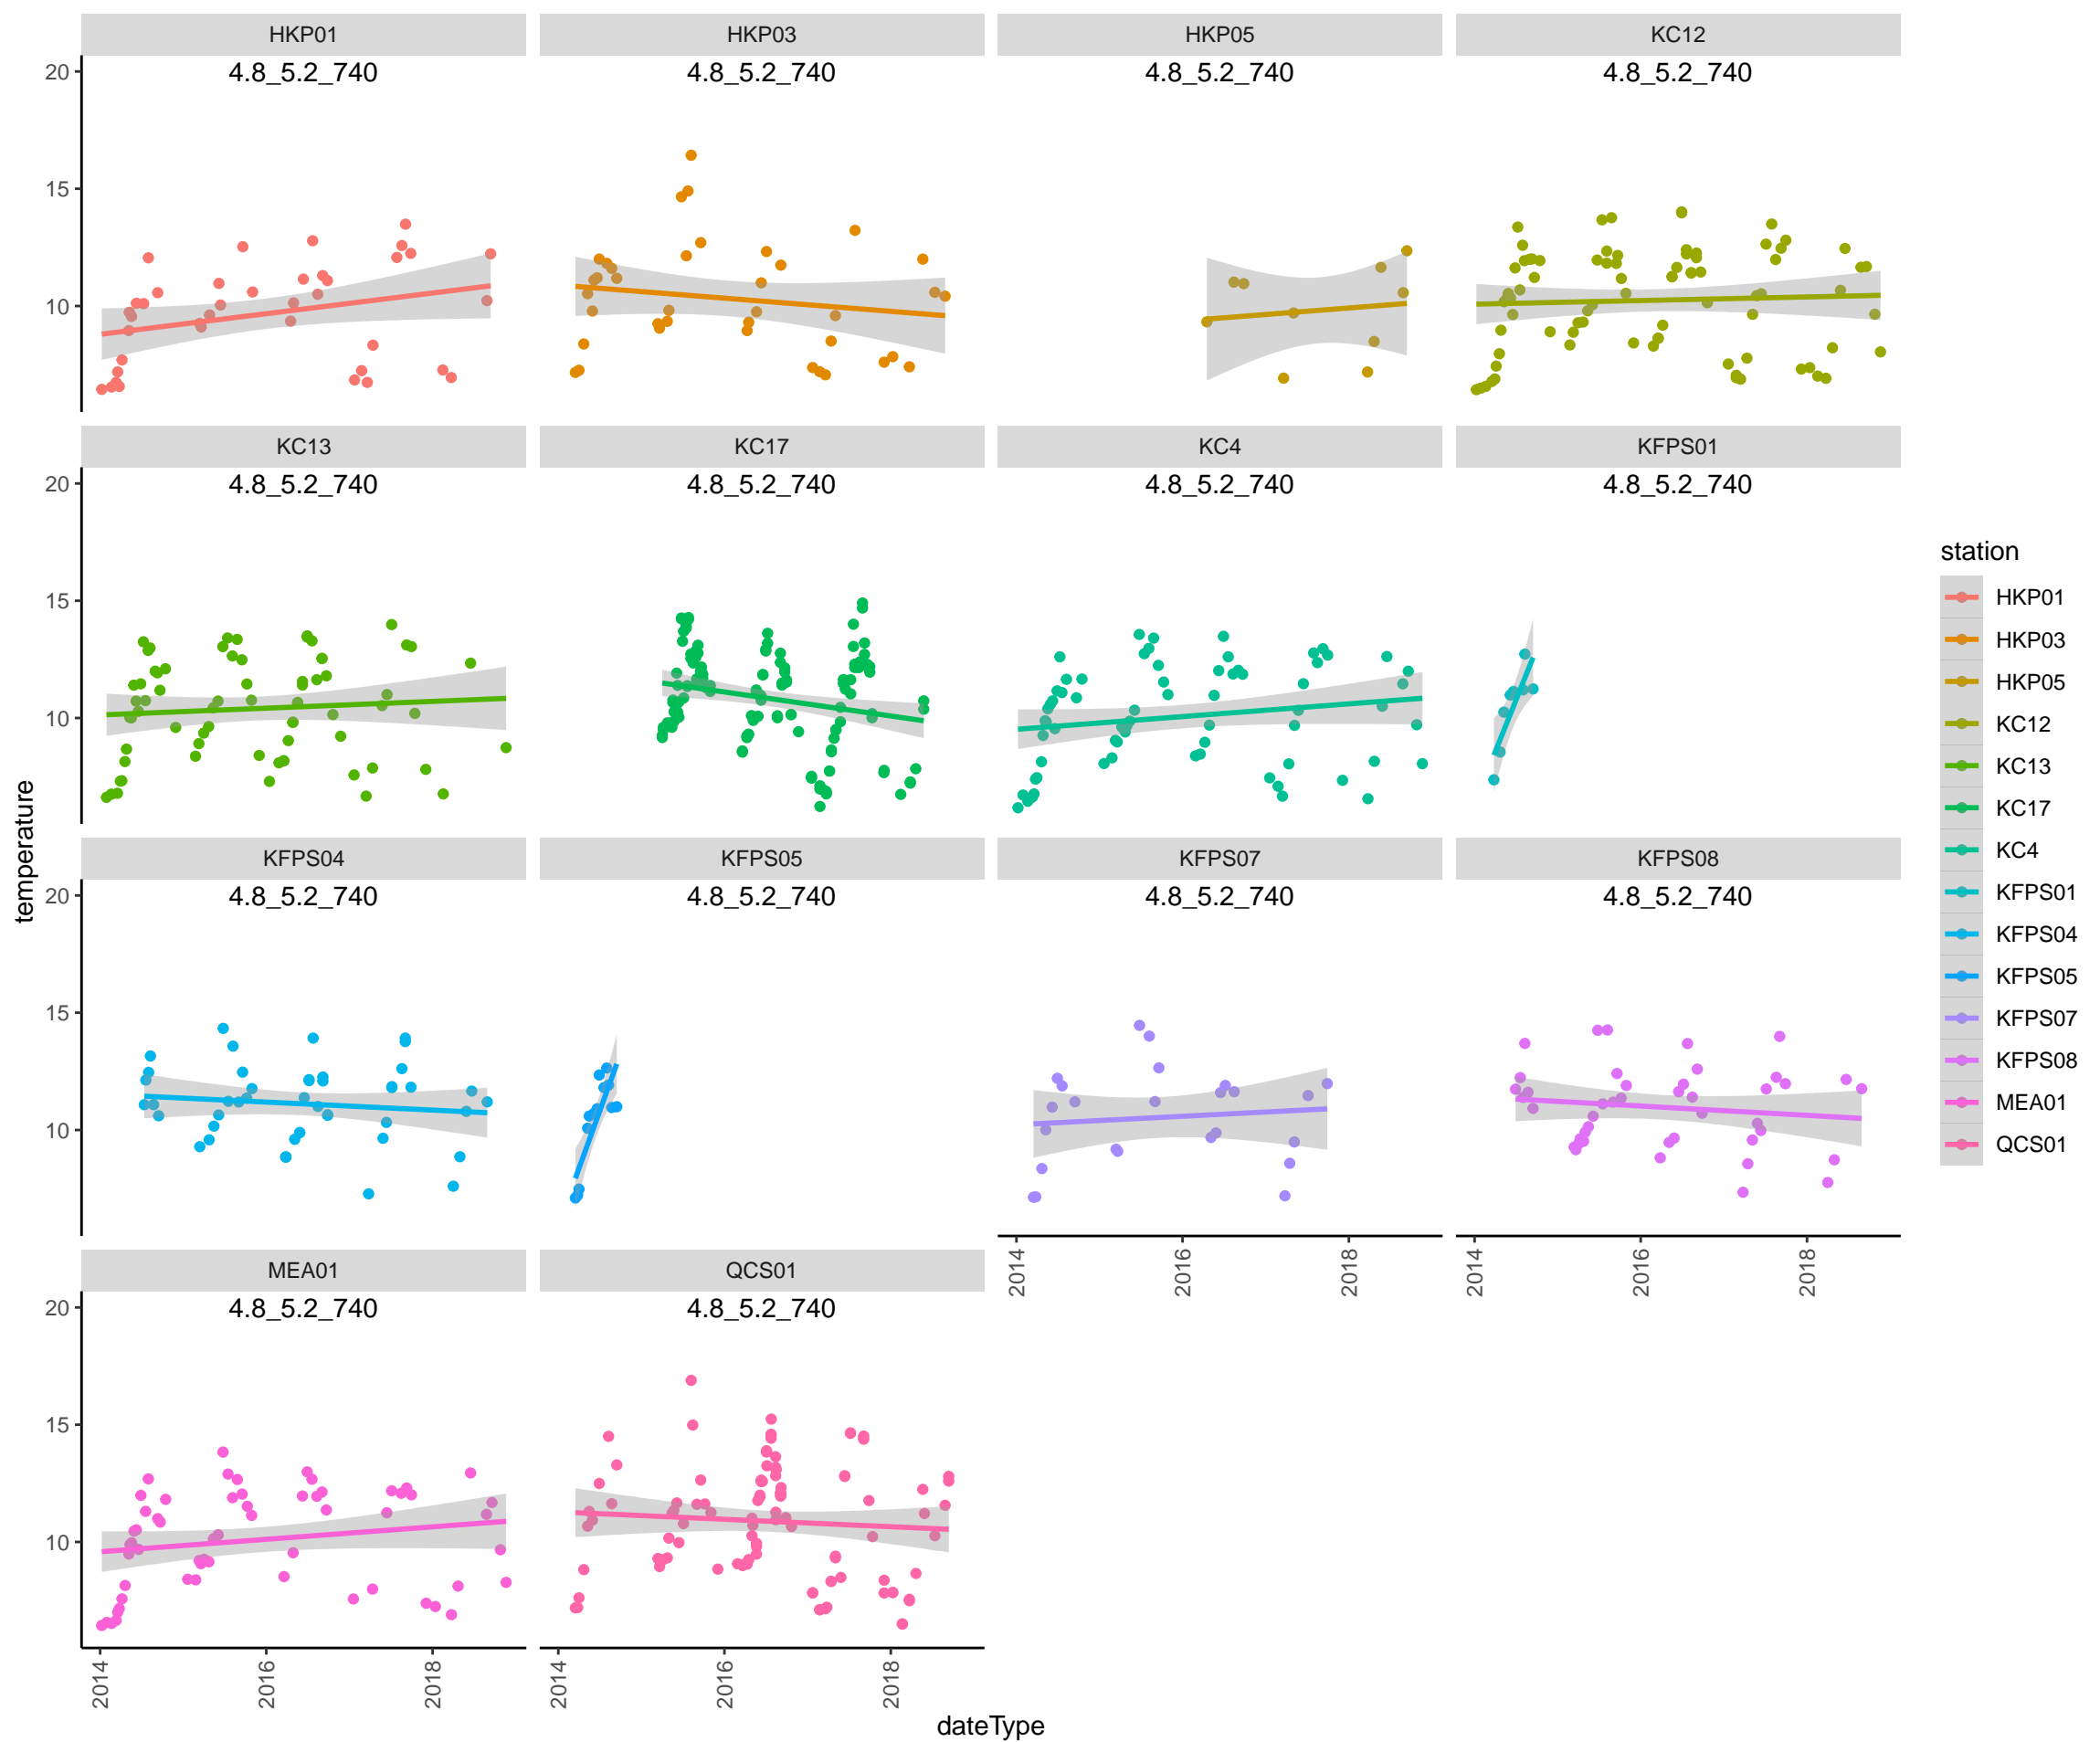 HKP01 HKP03 HKP05 KC12
4.8_5.2_740 4.8_5.2_740 4.8_5.2_740 4.8_5.2_740
20
15
10
KC13 KC17 KC4 KFPS01
4.8_5.2_740 4.8_5.2_740 4.8_5.2_740 4.8_5.2_740
20
15
10
KFPS04 KFPS05 KFPS07 KFPS08
4.8_5.2_740 4.8_5.2_740 4.8_5.2_740 4.8_5.2_740
20
15
10
2014 2016 2018 2014 2016 2018
MEA01 QCS01
4.8_5.2_740 4.8_5.2_740
20
15
10
2014 2016 2018 2014 2016 2018
temperature
dateType
station
HKP01
HKP03
HKP05
KC12
KC13
KC17
KC4
KFPS01
KFPS04
KFPS05
KFPS07
KFPS08
MEA01
QCS01